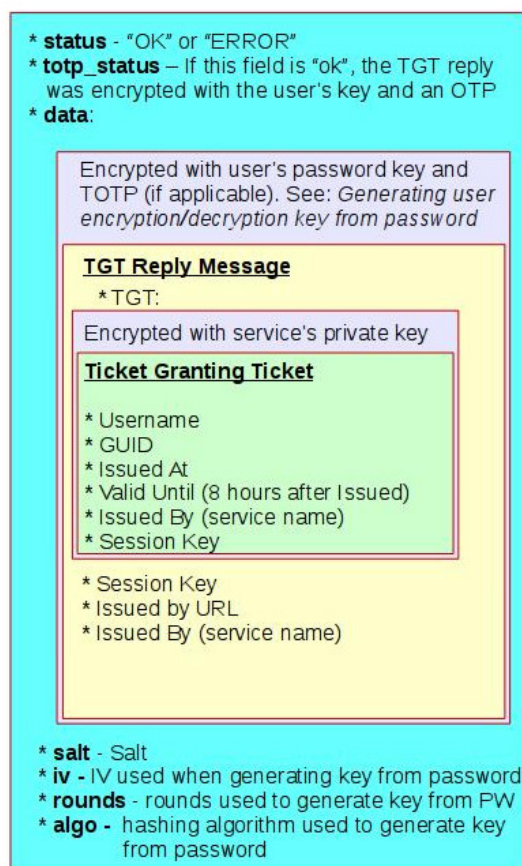 * status - “OK” or “ERROR”
* totp_status – If this field is “ok”, the TGT reply
was encrypted with the user's key and an OTP
* data:
Encrypted with user's password key and
TOTP (if applicable). See: Generating user
encryption/decryption key from password
TGT Reply Message
* TGT:
Encrypted with service's private key
Ticket Granting Ticket
* Username
* GUID
* Issued At
* Valid Until (8 hours after Issued)
* Issued By (service name)
* Session Key
* Session Key
* Issued by URL
* Issued By (service name)
* salt - Salt
* iv - IV used when generating key from password
* rounds - rounds used to generate key from PW
* algo - hashing algorithm used to generate key
from password